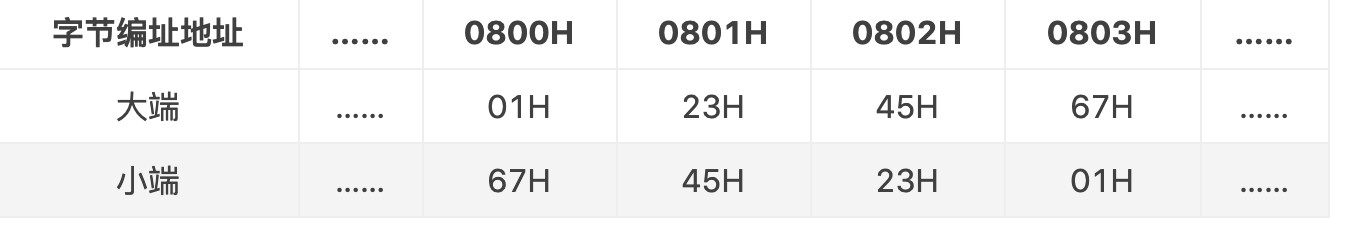 字节编址地址 …… 0800H 0801H 0802H 0803H ……
大端 …… 01H 23H 45H 67H ……
小端 …… 67H 45H 23H 01H ……